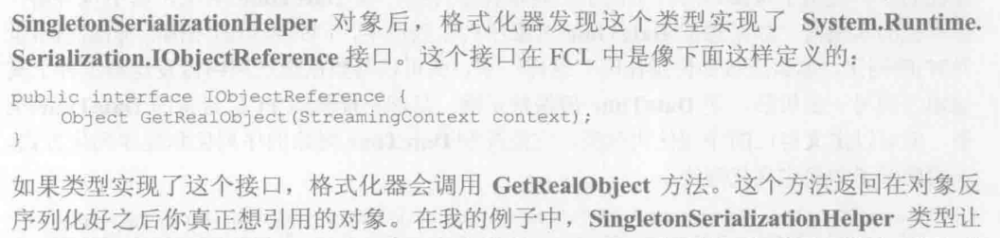 SingletonSerializationHelper 对象后，格式化器发现这个类型实现了 System.Runtime.
Serialization.IObjectReference 接口。这个接口在 FCL 中是像下面这样定义的：
public interface IObjectReference {
    Object GetRealObject(StreamingContext context);
}
如果类型实现了这个接口，格式化器会调用 GetRealObject 方法。这个方法返回在对象反
序列化好之后你真正想引用的对象。在我的例子中，SingletonSerializationHelper 类型让